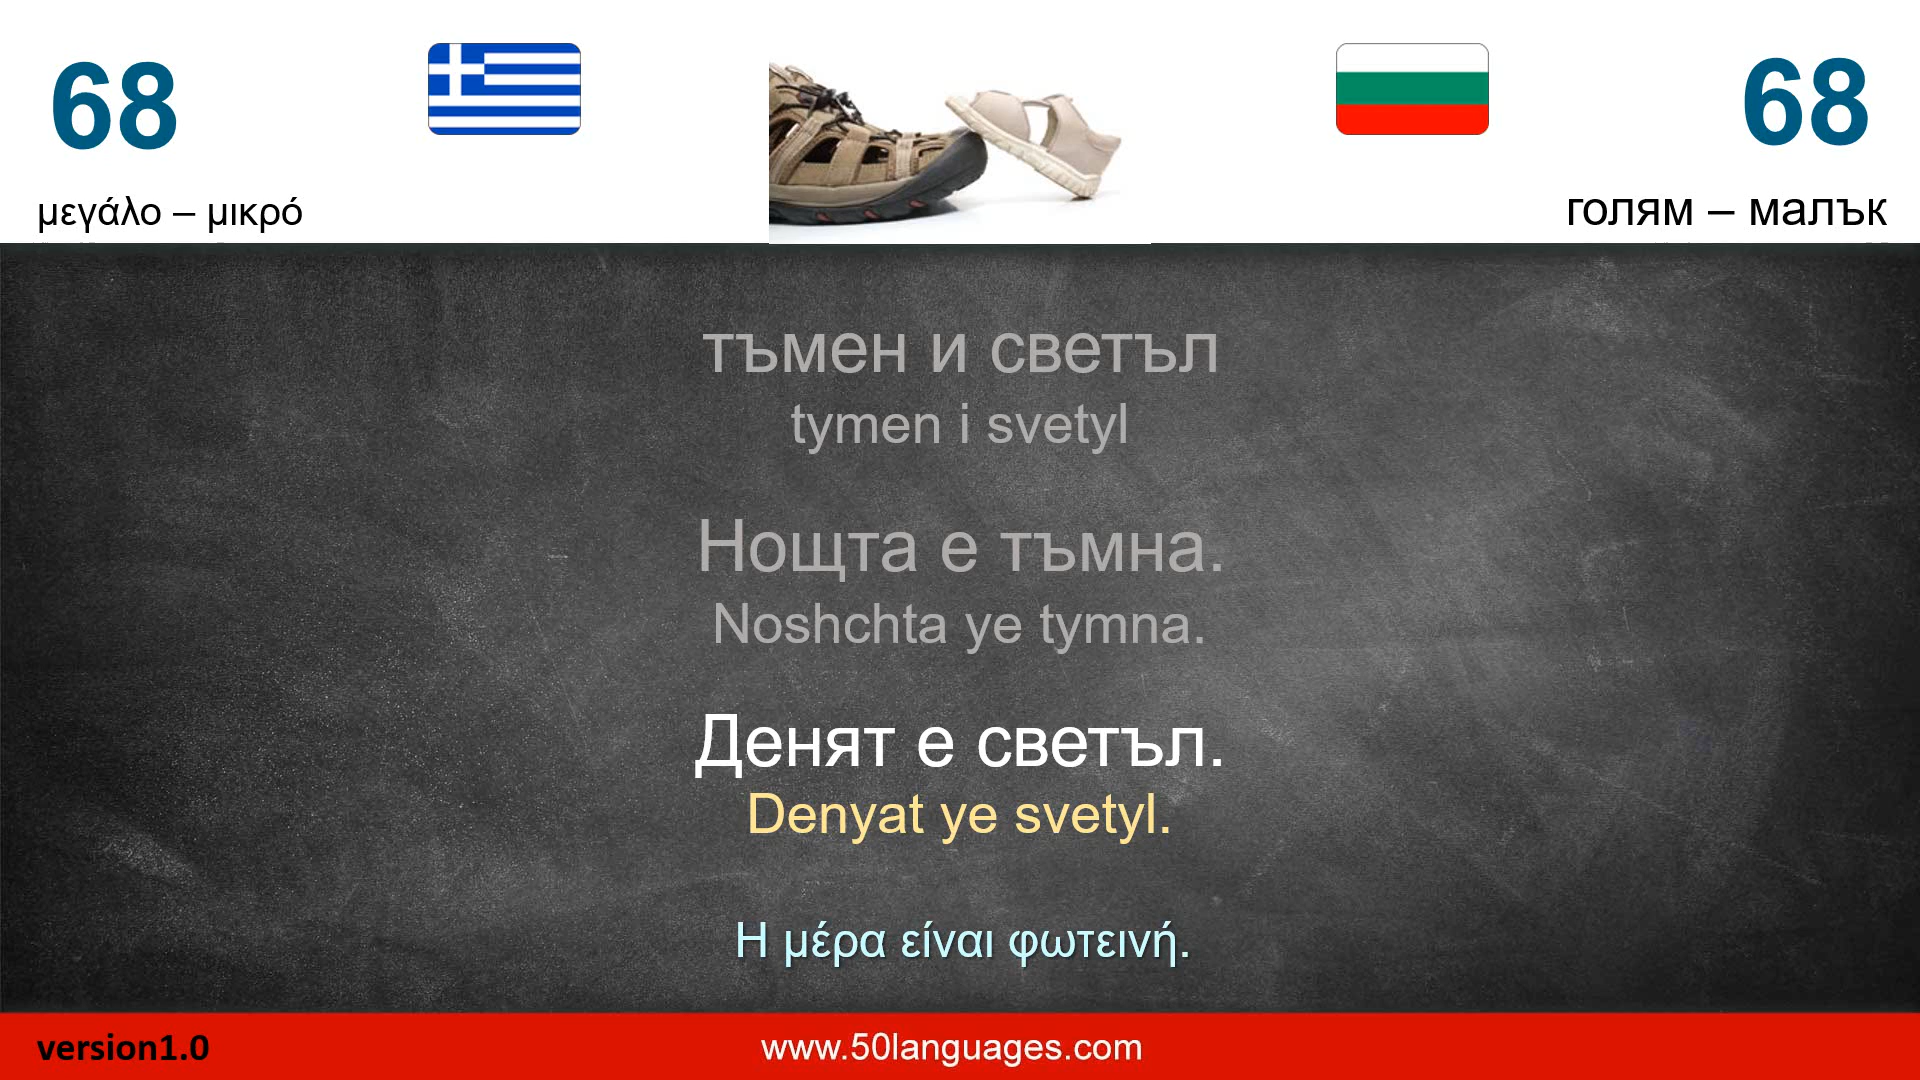 68
68
μεγάλο – μικρό
голям – малък
тъмен и светъл
tymen i svetyl
Нощта е тъмна.
Noshchta ye tymna.
Денят е светъл.
Denyat ye svetyl.
Η μέρα είναι φωτεινή.
version1.0
www.50languages.com